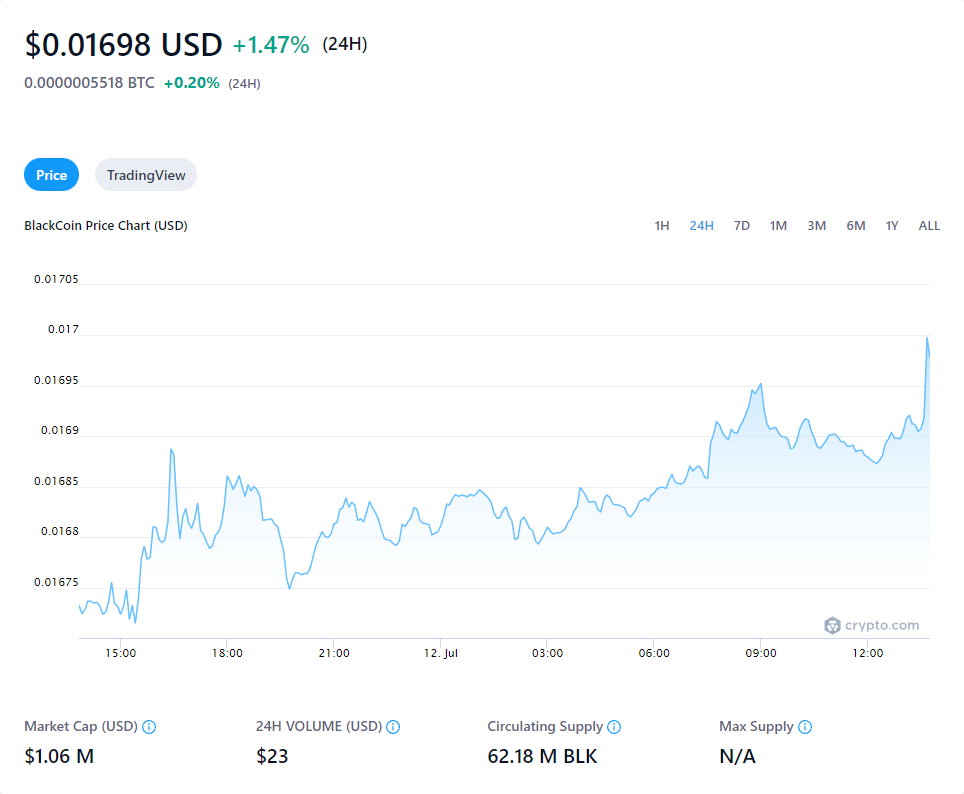 $0.01698 USD +1.47% (24H)
0.0000005518 BTC +0.20% (24H)
Price TradingView
BlackCoin Price Chart (USD) 1H 24H 7D 1M 3M 6M 1Y ALL
0.01705
0.017
0.01695
0.0169
0.01685
0.0168
0.01675
crypto.com
15:00 18:00 21:00 12. Jul 03:00 06:00 09:00 12:00
Market Cap (USD) 24H VOLUME (USD) Circulating Supply Max Supply
$1.06 M $23 62.18 M BLK N/A